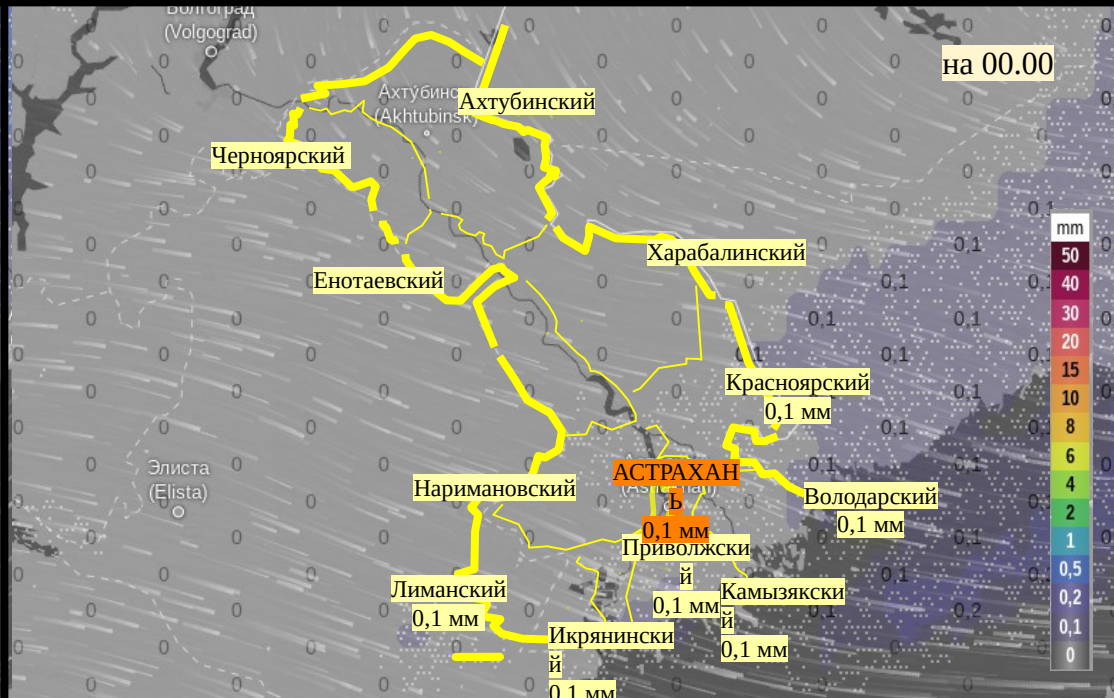 Волгоград
(Volgograd)
на 00.00
Ахтубинс
(Akhtubinsk)
Ахтубинский
Черноярский
Харабалинский
Енотаевский
Красноярский
0,1 мм
Элиста
(Elista)
АСТРАХАН
Ь
0,1 мм
Наримановский
Володарский
0,1 мм
Приволжски
й
0,1 мм
Лиманский
0,1 мм
Камызякски
й
0,1 мм
Икрянински
й
0,1 мм
mm
50
40
30
20
15
10
8
6
4
2
1
0,5
0,2
0,1
0